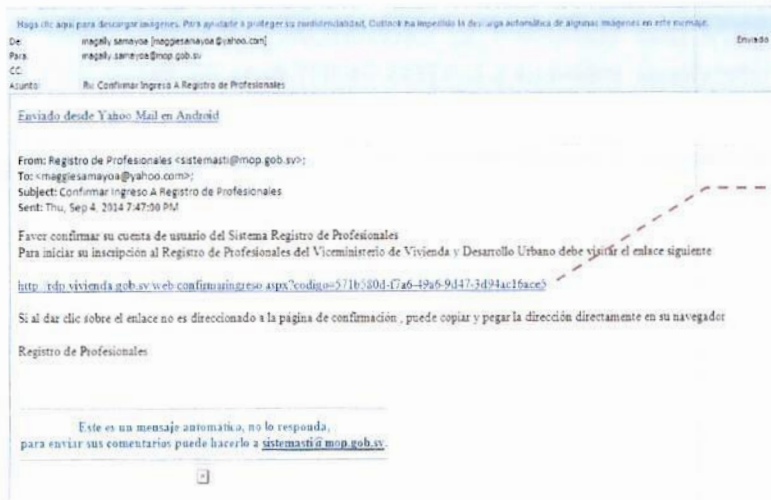 Haga clic aquí para descargar imágenes. Para ayudarle a proteger su confidencialidad, Outlook ha impedido la descarga automática de algunas imágenes en este mensaje.
De: magally samayoa [maggiesamayoa@yahoo.com] Enviado
Para: magally.samayoa@mop.gob.sv
CC:
Asunto: Rv: Confirmar Ingreso A Registro de Profesionales
Enviado desde Yahoo Mail en Android
From: Registro de Profesionales <sistemasti@mop.gob.sv>;
To: <maggiesamayoa@yahoo.com>;
Subject: Confirmar Ingreso A Registro de Profesionales
Sent: Thu, Sep 4, 2014 7:47:00 PM
Favor confirmar su cuenta de usuario del Sistema Registro de Profesionales
Para iniciar su inscripción al Registro de Profesionales del Viceministerio de Vivienda y Desarrollo Urbano debe visitar el enlace siguiente
http rdp.vivienda.gob.sv/web confirmaringreso.aspx?codigo=571b580d-f7a6-49a6-9d47-3d94ac16ace5
Si al dar clic sobre el enlace no es direccionado a la página de confirmación , puede copiar y pegar la dirección directamente en su navegador
Registro de Profesionales
Este es un mensaje automático, no lo responda,
para enviar sus comentarios puede hacerlo a sistemasti@mop.gob.sv.